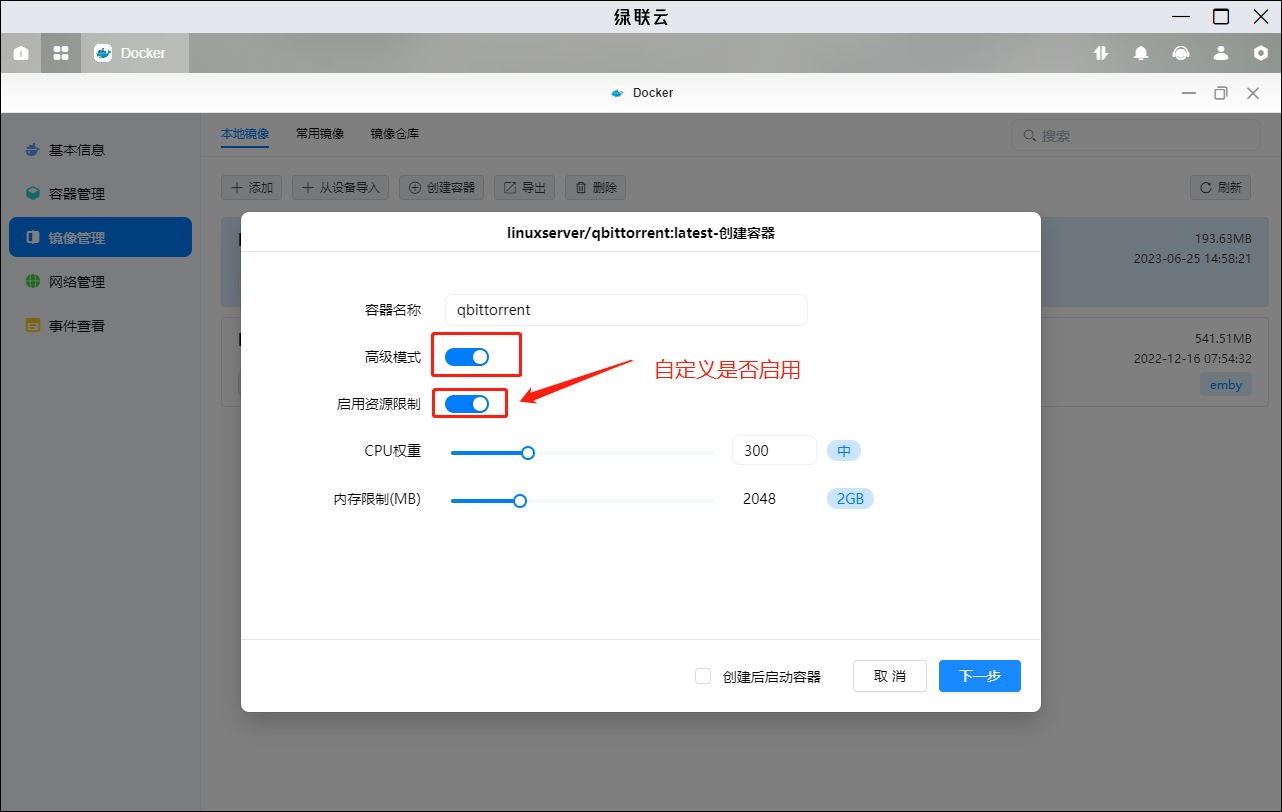 绿联云
Docker
Docker
基本信息
容器管理
镜像管理
网络管理
事件查看
本地镜像
常用镜像
镜像仓库
搜索
添加
从设备导入
创建容器
导出
删除
刷新
193.63MB
2023-06-25 14:58:21
541.51MB
2022-12-16 07:54:32
emby
linuxserver/qbittorrent:latest-创建容器
容器名称
qbittorrent
高级模式
自定义是否启用
启用资源限制
CPU权重
300
中
内存限制(MB)
2048
2GB
创建后启动容器
取 消
下一步